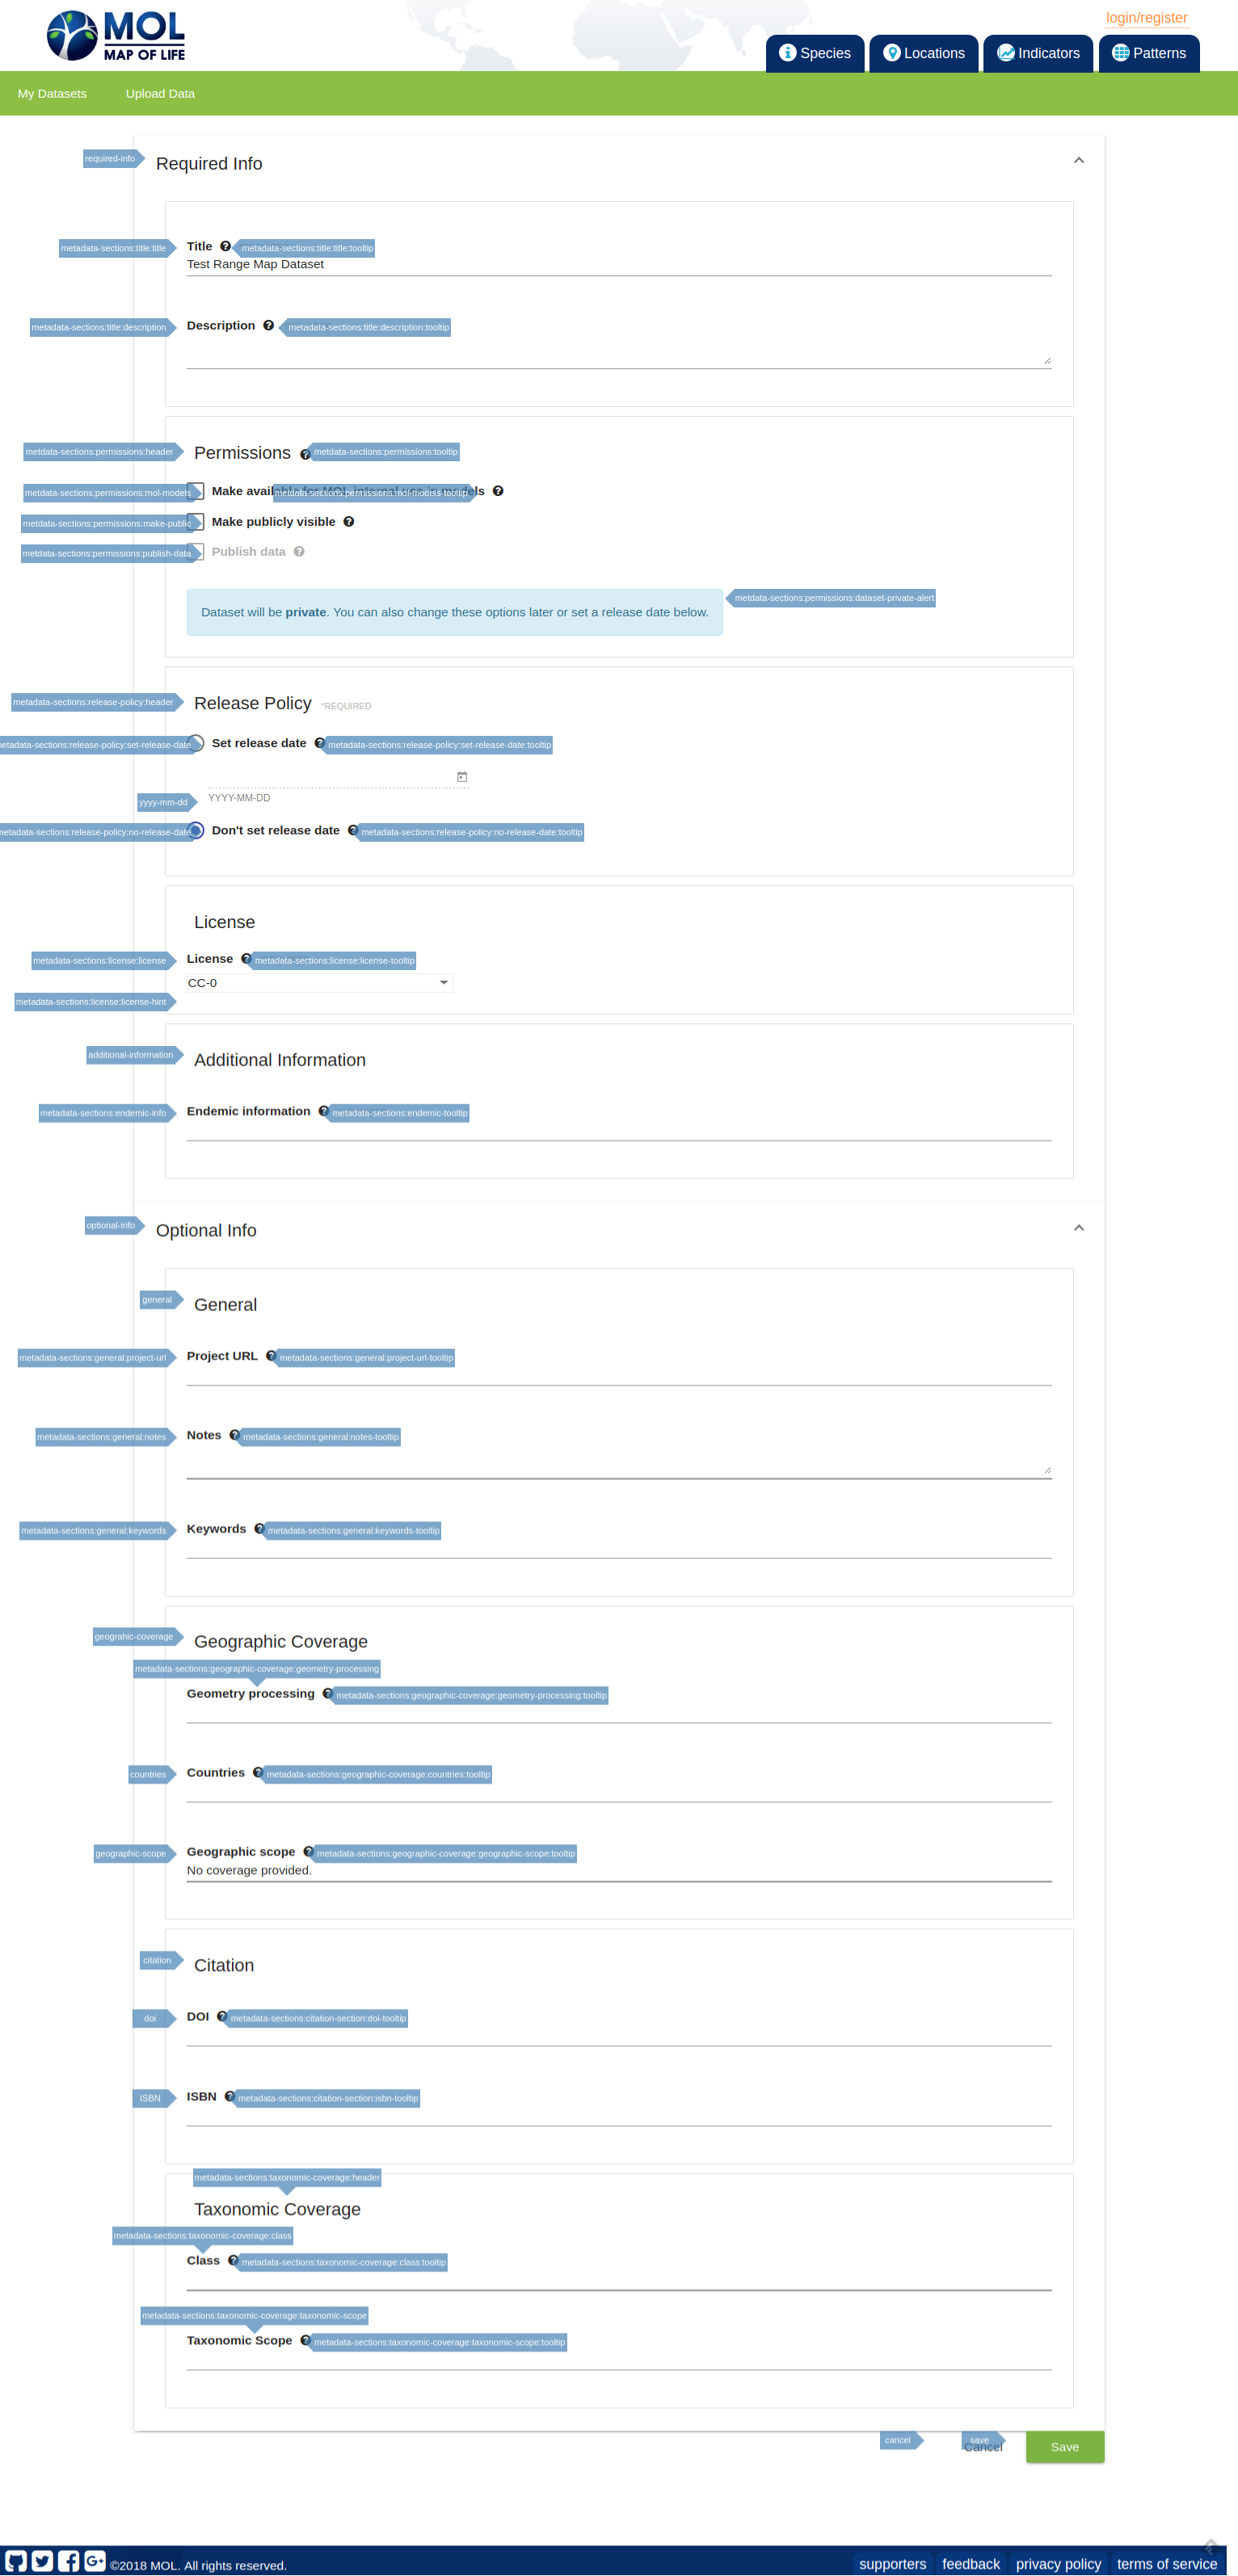 MOL
MAP OF LIFE
login/register
Species Locations Indicators Patterns
My Datasets Upload Data
required-info Required Info
metadata-sections:title:title Title metadata-sections:title:title:tooltip
Test Range Map Dataset
metadata-sections:title:description Description metadata-sections:title:description:tooltip
metdata-sections:permissions:header Permissions metdata-sections:permissions:tooltip
metdata-sections:permissions:mol-models Make available for MOL internal use in models metdata-sections:permissions:mol-models-tooltip
metdata-sections:permissions:make-public Make publicly visible
metdata-sections:permissions:publish-data Publish data
Dataset will be private. You can also change these options later or set a release date below. metdata-sections:permissions:dataset-private-alert
metadata-sections:release-policy:header Release Policy *REQUIRED
metadata-sections:release-policy:set-release-date Set release date metadata-sections:release-policy:set-release-date:tooltip
yyyy-mm-dd YYYY-MM-DD
metadata-sections:release-policy:no-release-date Don't set release date metadata-sections:release-policy:no-release-date:tooltip
License
metadata-sections:license:license License metadata-sections:license:license-tooltip
CC-0
metadata-sections:license:license-hint
additional-information Additional Information
metadata-sections:endemic-info Endemic information metadata-sections:endemic-tooltip
optional-info Optional Info
general General
metadata-sections:general:project-url Project URL metadata-sections:general:project-url-tooltip
metadata-sections:general:notes Notes metadata-sections:general:notes-tooltip
metadata-sections:general:keywords Keywords metadata-sections:general:keywords-tooltip
geograhic-coverage Geographic Coverage
metadata-sections:geographic-coverage:geometry-processing
Geometry processing metadata-sections:geographic-coverage:geometry-processing:tooltip
countries Countries metadata-sections:geographic-coverage:countries:tooltip
geographic-scope Geographic scope metadata-sections:geographic-coverage:geographic-scope:tooltip
No coverage provided.
citation Citation
doi DOI metadata-sections:citation-section:doi-tooltip
ISBN ISBN metadata-sections:citation-section:isbn-tooltip
metadata-sections:taxonomic-coverage:header
Taxonomic Coverage
metadata-sections:taxonomic-coverage:class
Class metadata-sections:taxonomic-coverage:class:tooltip
metadata-sections:taxonomic-coverage:taxonomic-scope
Taxonomic Scope metadata-sections:taxonomic-coverage:taxonomic-scope:tooltip
cancel save Cancel Save
©2018 MOL. All rights reserved. supporters feedback privacy policy terms of service